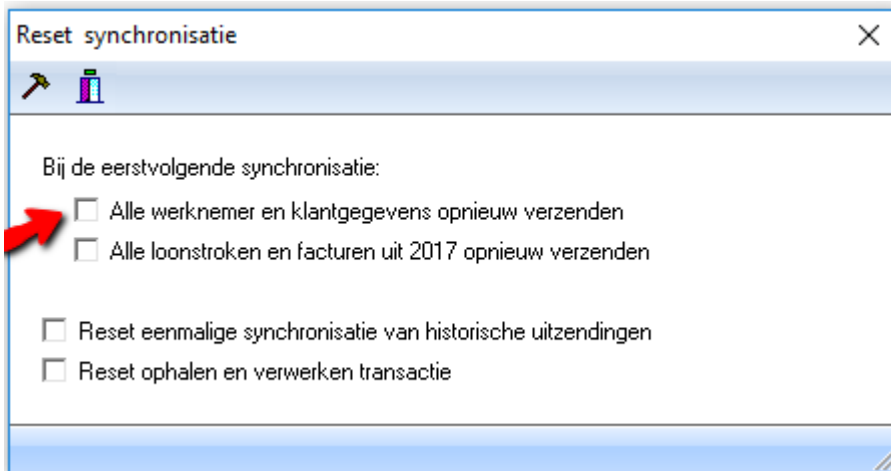 Reset synchronisatie
Bij de eerstvolgende synchronisatie:
Alle werknemer en klantgegevens opnieuw verzenden
Alle loonstroken en facturen uit 2017 opnieuw verzenden
Reset eenmalige synchronisatie van historische uitzendingen
Reset ophalen en verwerken transactie